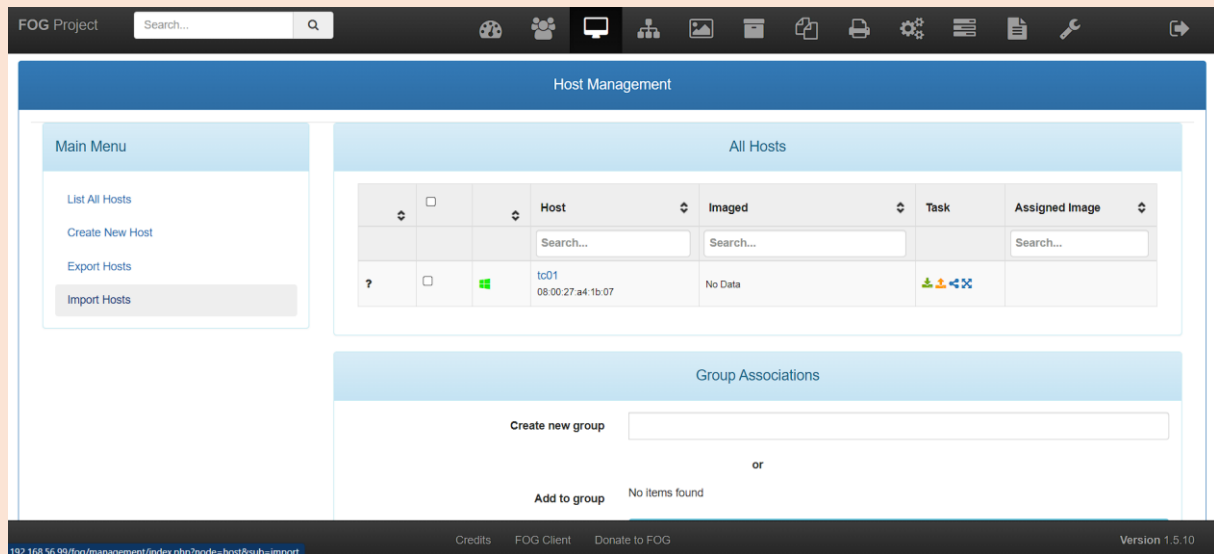 FOG Project
Search...
Host Management
Main Menu
List All Hosts
Create New Host
Export Hosts
Import Hosts
All Hosts
Host Imaged Task Assigned Image
Search... Search... Search...
?
tc01
08:00:27:a4:1b:07
No Data
Group Associations
Create new group
or
Add to group No items found
Credits FOG Client Donate to FOG Version 1.5.10
192.168.56.99/fog/management/index.php?node=host&sub=import